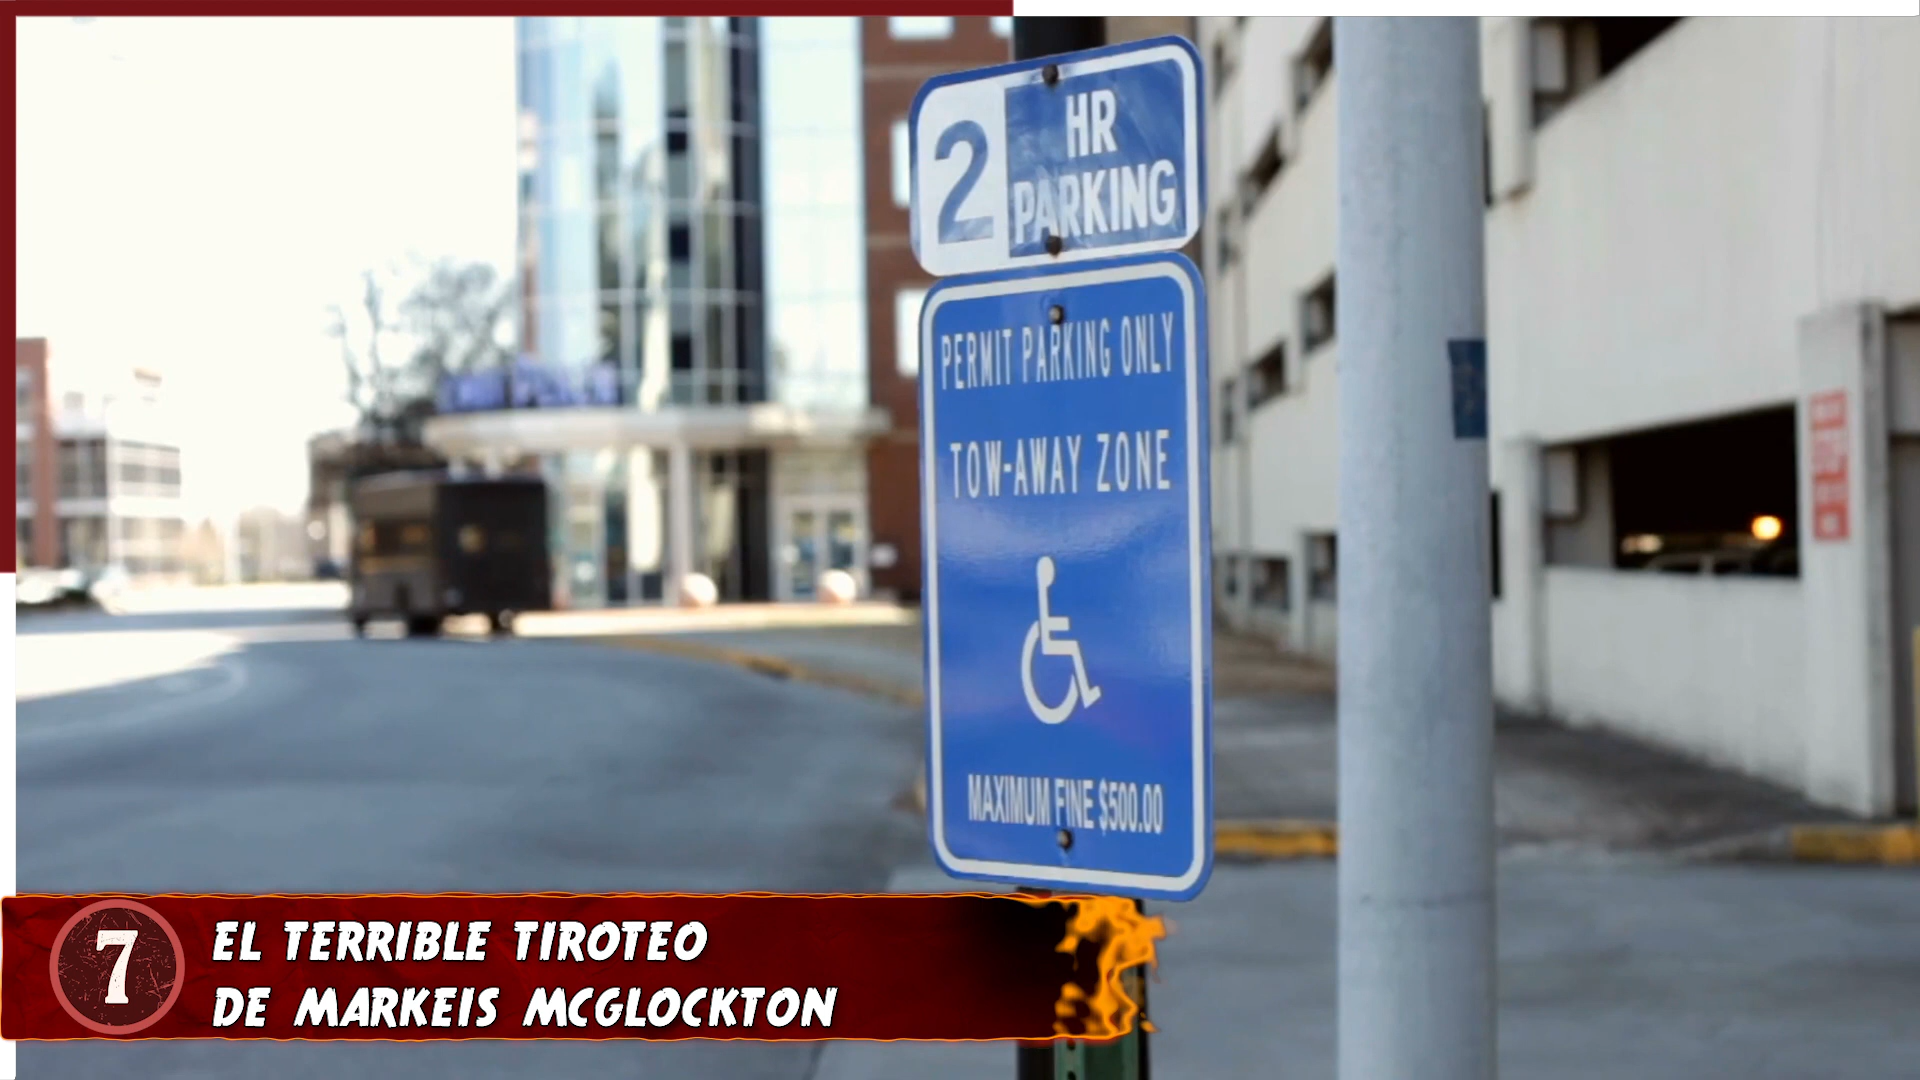 2 HR
PARKING
PERMIT PARKING ONLY
TOW-AWAY ZONE
MAXIMUM FINE $500.00
7
EL TERRIBLE TIROTEO
DE MARKEIS MCGLOCKTON